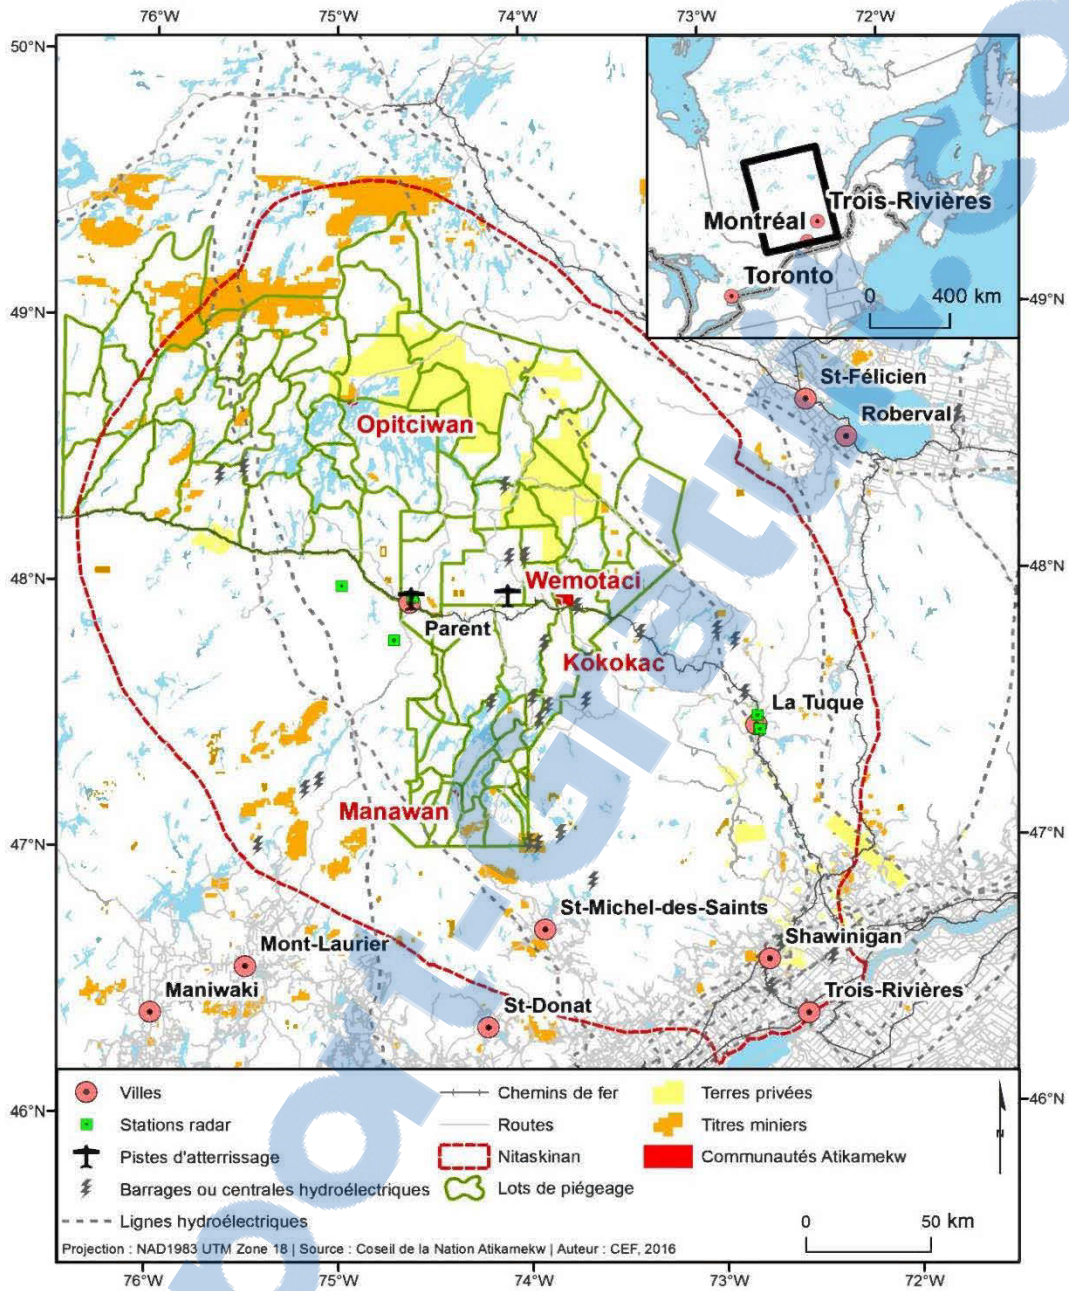 76°W 75°W 74°W 73°W 72°W
50°N
Trois-Rivières
Montréal
Toronto
0 400 km
49°N 49°N
St-Félicien
Roberval
Opitciwan
48°N 48°N
Wemotaci
Parent
Kokokac
La Tuque
Manawan
47°N 47°N
St-Michel-des-Saints
Shawinigan
Mont-Laurier
Maniwaki
Trois-Rivières
St-Donat
Villes Chemins de fer Terres privées
Stations radar Routes Titres miniers
Pistes d'atterrissage Nitaskinan Communautés Atikamekw
Barrages ou centrales hydroélectriques Lots de piégeage
Lignes hydroélectriques
46°N 46°N
N
0 50 km
Projection : NAD1983 UTM Zone 18 | Source : Coseil de la Nation Atikamekw | Auteur : CEF, 2016
76°W 75°W 74°W 73°W 72°W